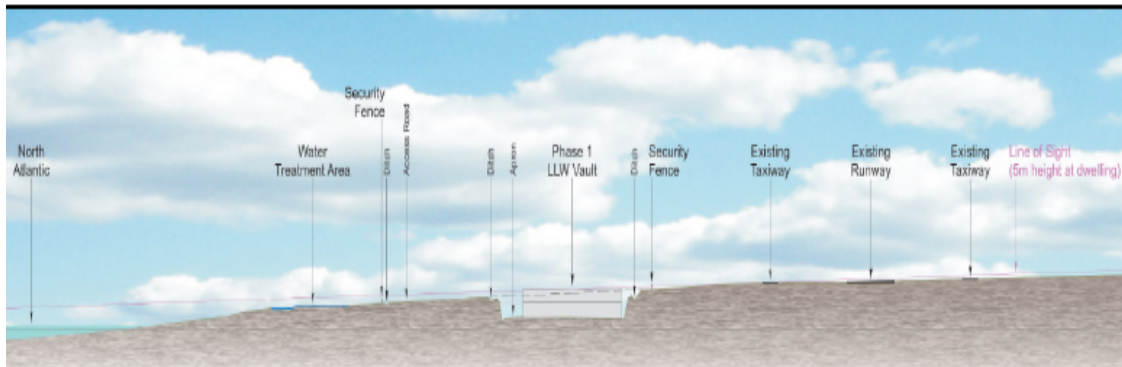 North
Atlantic
Water
Treatment Area
Security
Fence
Ditch
Access Road
Ditch
Apron
Phase 1
LLW Vault
Ditch
Security
Fence
Existing
Taxiway
Existing
Runway
Existing
Taxiway
Line of Sight
(5m height at dwelling)